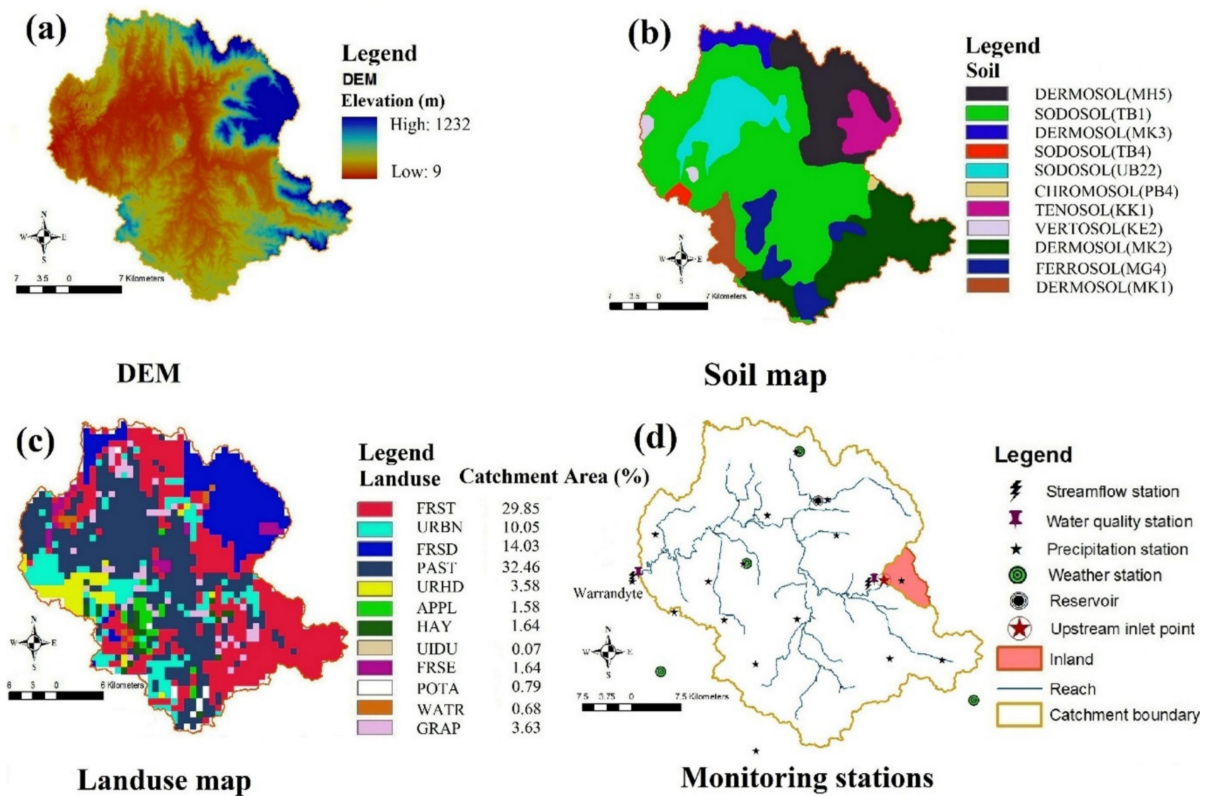 (a)
Legend
DEM
Elevation (m)
High: 1232
Low: 9
N
W E
S
7 3.5 0 7 Kilometers
DEM
(b)
Legend
Soil
DERMOSOL(MH5)
SODOSOL(TB1)
DERMOSOL(MK3)
SODOSOL(TB4)
SODOSOL(UB22)
CHROMOSOL(PB4)
TENOSOL(KK1)
VERTOSOL(KE2)
DERMOSOL(MK2)
FERROSOL(MG4)
DERMOSOL(MK1)
N
W E
S
7 3.5 0 7 Kilometers
Soil map
(c)
Legend
Landuse Catchment Area (%)
FRST 29.85
URBN 10.05
FRSD 14.03
PAST 32.46
URHD 3.58
APPL 1.58
HAY 1.64
UIDU 0.07
FRSE 1.64
POTA 0.79
WATR 0.68
GRAP 3.63
N
W E
S
6 3 0 6 Kilometers
Landuse map
(d)
Warrandyte
Legend
Streamflow station
Water quality station
Precipitation station
Weather station
Reservoir
Upstream inlet point
Inland
Reach
Catchment boundary
N
W E
S
7.5 3.75 0 7.5 Kilometers
Monitoring stations